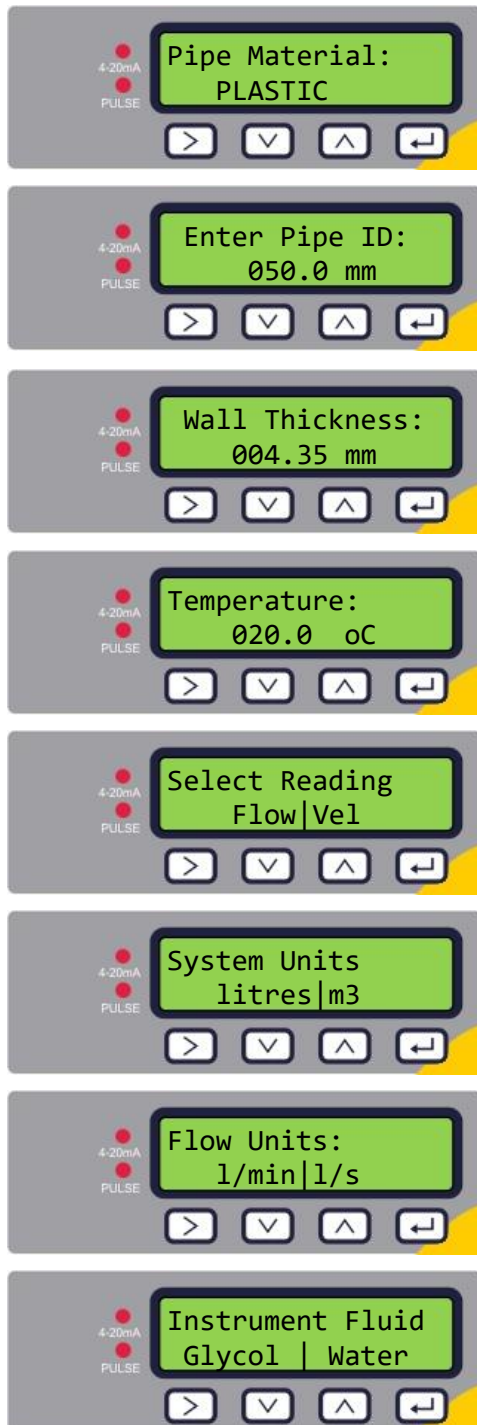 4-20mA
PULSE
Pipe Material:
PLASTIC
4-20mA
PULSE
Enter Pipe ID:
050.0 mm
4-20mA
PULSE
Wall Thickness:
004.35 mm
4-20mA
PULSE
Temperature:
020.0 oC
4-20mA
PULSE
Select Reading
Flow|Vel
4-20mA
PULSE
System Units
litres|m3
4-20mA
PULSE
Flow Units:
l/min|l/s
4-20mA
PULSE
Instrument Fluid
Glycol | Water